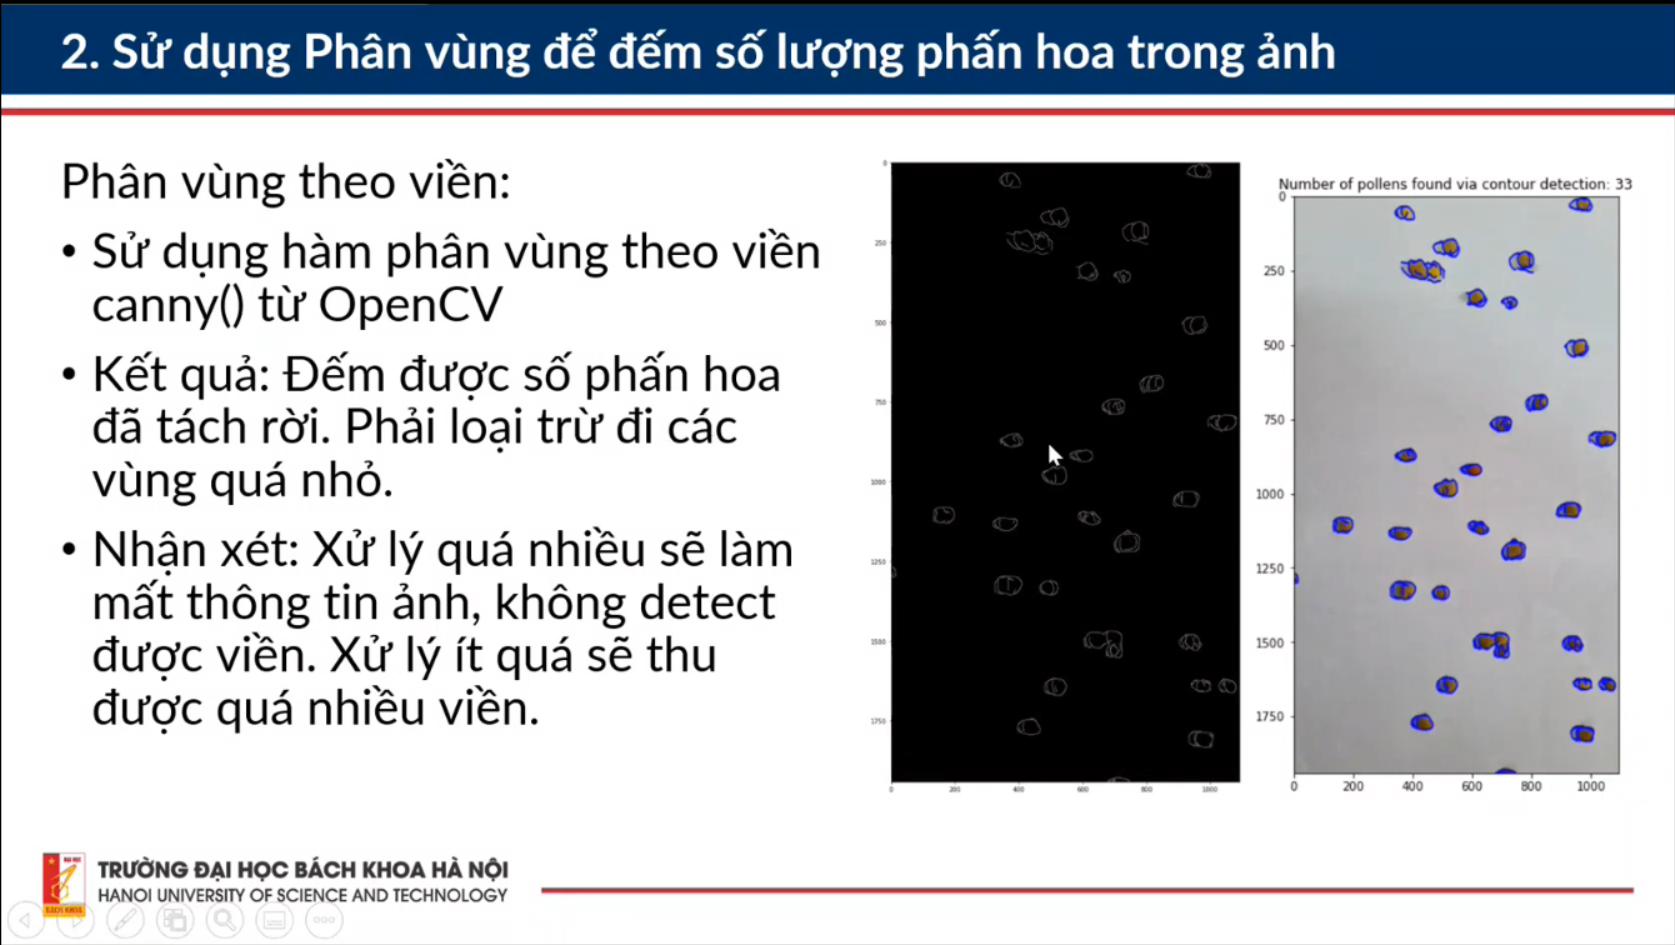 2. Sử dụng Phân vùng để đếm số lượng phấn hoa trong ảnh
Phân vùng theo viền:
• Sử dụng hàm phân vùng theo viền
canny() từ OpenCV
• Kết quả: Đếm được số phấn hoa
đã tách rời. Phải loại trừ đi các
vùng quá nhỏ.
• Nhận xét: Xử lý quá nhiều sẽ làm
mất thông tin ảnh, không detect
được viền. Xử lý ít quá sẽ thu
được quá nhiều viền.
0
250
500
750
1000
1250
1500
1750
0 200 400 600 800 1000
Number of pollens found via contour detection: 33
0
250
500
750
1000
1250
1500
1750
0 200 400 600 800 1000
TRƯỜNG ĐẠI HỌC BÁCH KHOA HÀ NỘI
HANOI UNIVERSITY OF SCIENCE AND TECHNOLOGY